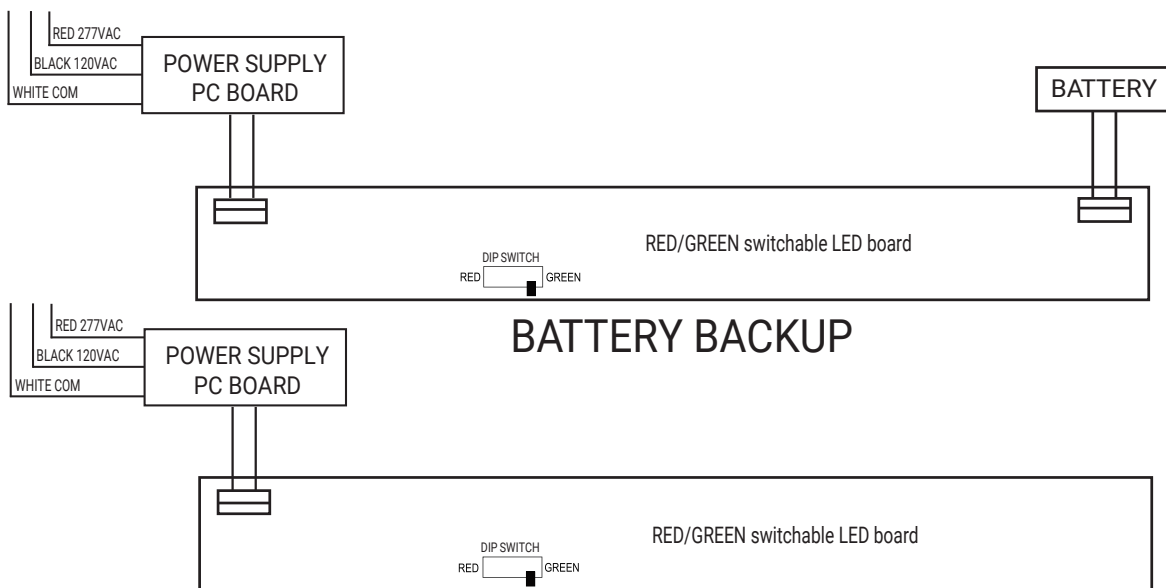 RED 277VAC
BLACK 120VAC
WHITE COM
POWER SUPPLY
PC BOARD
BATTERY
RED/GREEN switchable LED board
DIP SWITCH
RED GREEN
BATTERY BACKUP
RED 277VAC
BLACK 120VAC
WHITE COM
POWER SUPPLY
PC BOARD
RED/GREEN switchable LED board
DIP SWITCH
RED GREEN